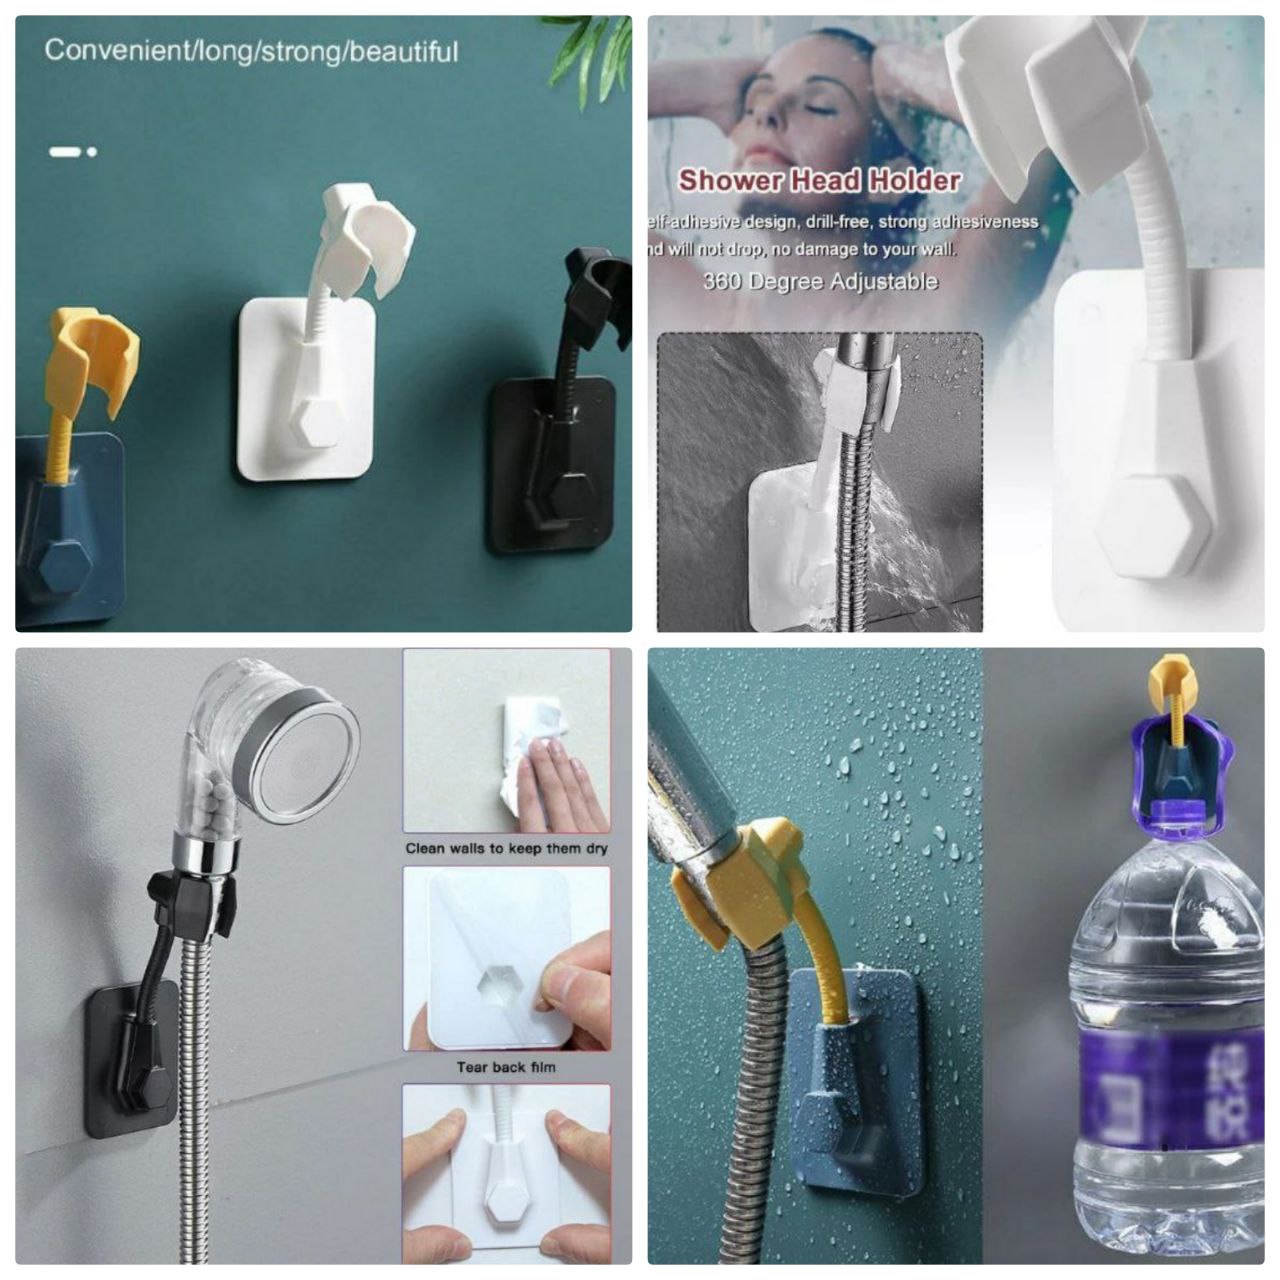 Convenient/long/strong/beautiful
Shower Head Holder
elf-adhesive design, drill-free, strong adhesiveness
nd will not drop, no damage to your wall.
360 Degree Adjustable
Clean walls to keep them dry
Tear back film